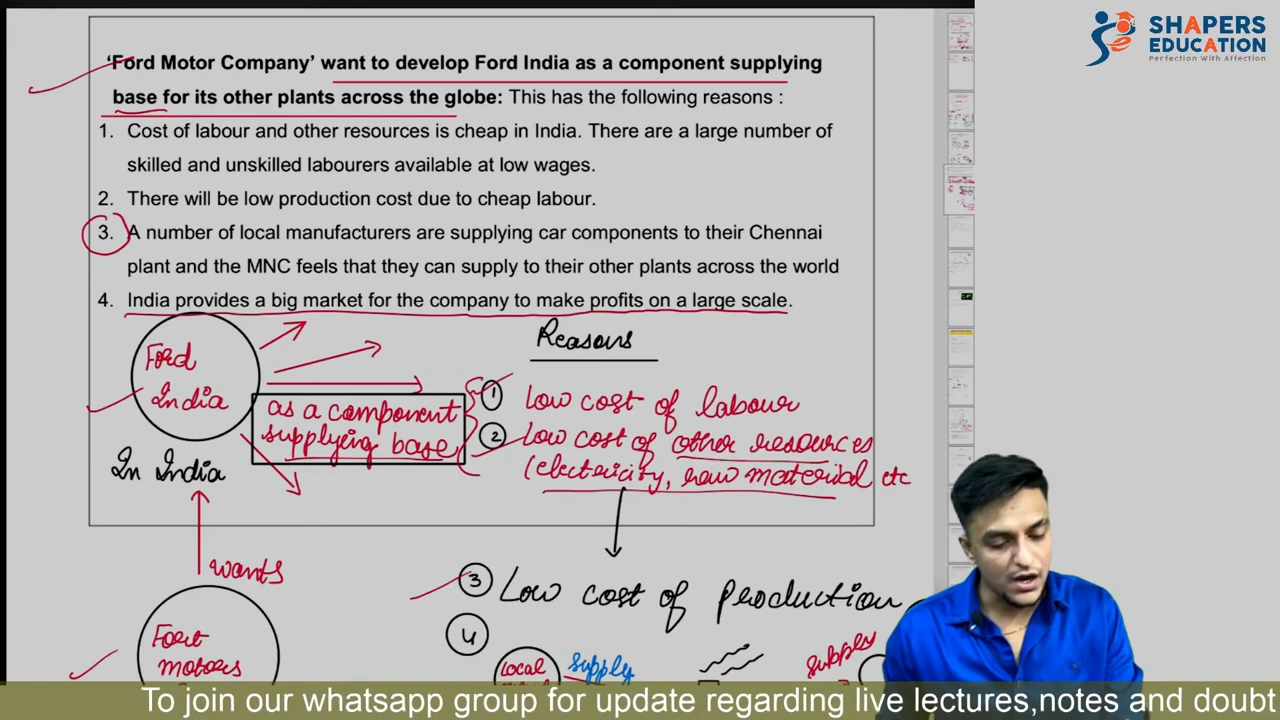 SHAPERS
EDUCATION
Perfection With Affection
‘Ford Motor Company’ want to develop Ford India as a component supplying
base for its other plants across the globe: This has the following reasons :
1. Cost of labour and other resources is cheap in India. There are a large number of
skilled and unskilled labourers available at low wages.
2. There will be low production cost due to cheap labour.
3. A number of local manufacturers are supplying car components to their Chennai
plant and the MNC feels that they can supply to their other plants across the world
4. India provides a big market for the company to make profits on a large scale.
Reasons
Ford
India
In India
as a component
supplying base
1 Low cost of labour
2 Low cost of other resources
(electricity, raw material etc
wants
3 Low cost of production
4
Fort
motors
Local
supply
supply
To join our whatsapp group for update regarding live lectures,notes and doubt